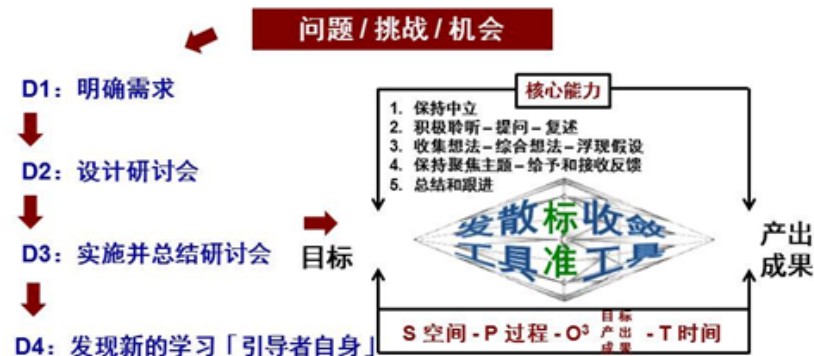 问题 / 挑战 / 机会
D1：明确需求
D2：设计研讨会
D3：实施并总结研讨会
D4：发现新的学习「引导者自身」
目标
核心能力
1. 保持中立
2. 积极聆听–提问–复述
3. 收集想法–综合想法–浮现假设
4. 保持聚焦主题–给予和接收反馈
5. 总结和跟进
发散标收敛
工具准工具
产出
成果
S 空间 - P 过程 - O³ 目标 产出 成果 - T 时间